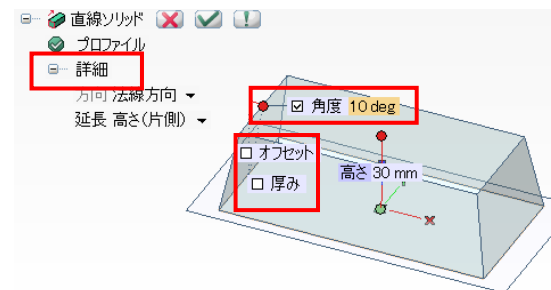 直線ソリッド
プロファイル
詳細
方向 法線方向
延長 高さ(片側)
角度 10 deg
オフセット
厚み
高さ 30 mm
×